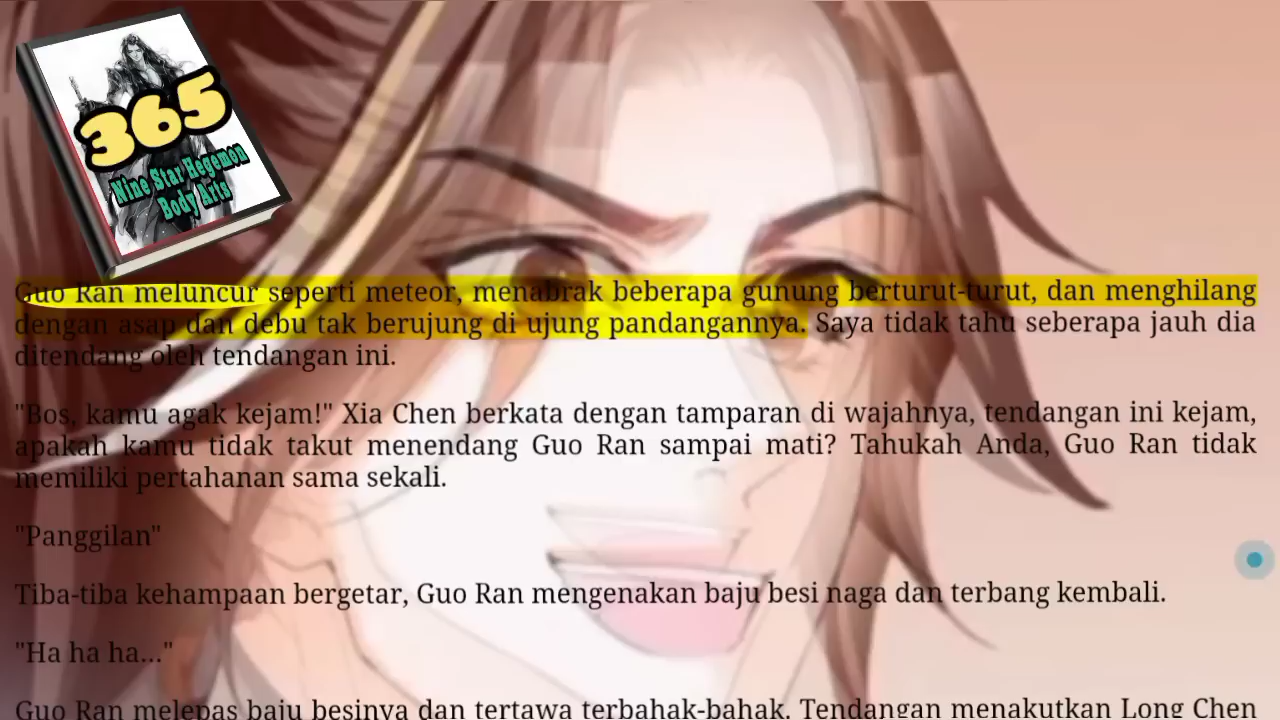 365
Nine Star Hegemon
Body Arts
Guo Ran meluncur seperti meteor, menabrak beberapa gunung berturut-turut, dan menghilang
dengan asap dan debu tak berujung di ujung pandangannya. Saya tidak tahu seberapa jauh dia
ditendang oleh tendangan ini.
"Bos, kamu agak kejam!" Xia Chen berkata dengan tamparan di wajahnya, tendangan ini kejam,
apakah kamu tidak takut menendang Guo Ran sampai mati? Tahukah Anda, Guo Ran tidak
memiliki pertahanan sama sekali.
"Panggilan"
Tiba-tiba kehampaan bergetar, Guo Ran mengenakan baju besi naga dan terbang kembali.
"Ha ha ha..."
Guo Ran melepas baju besinya dan tertawa terbahak-bahak. Tendangan menakutkan Long Chen